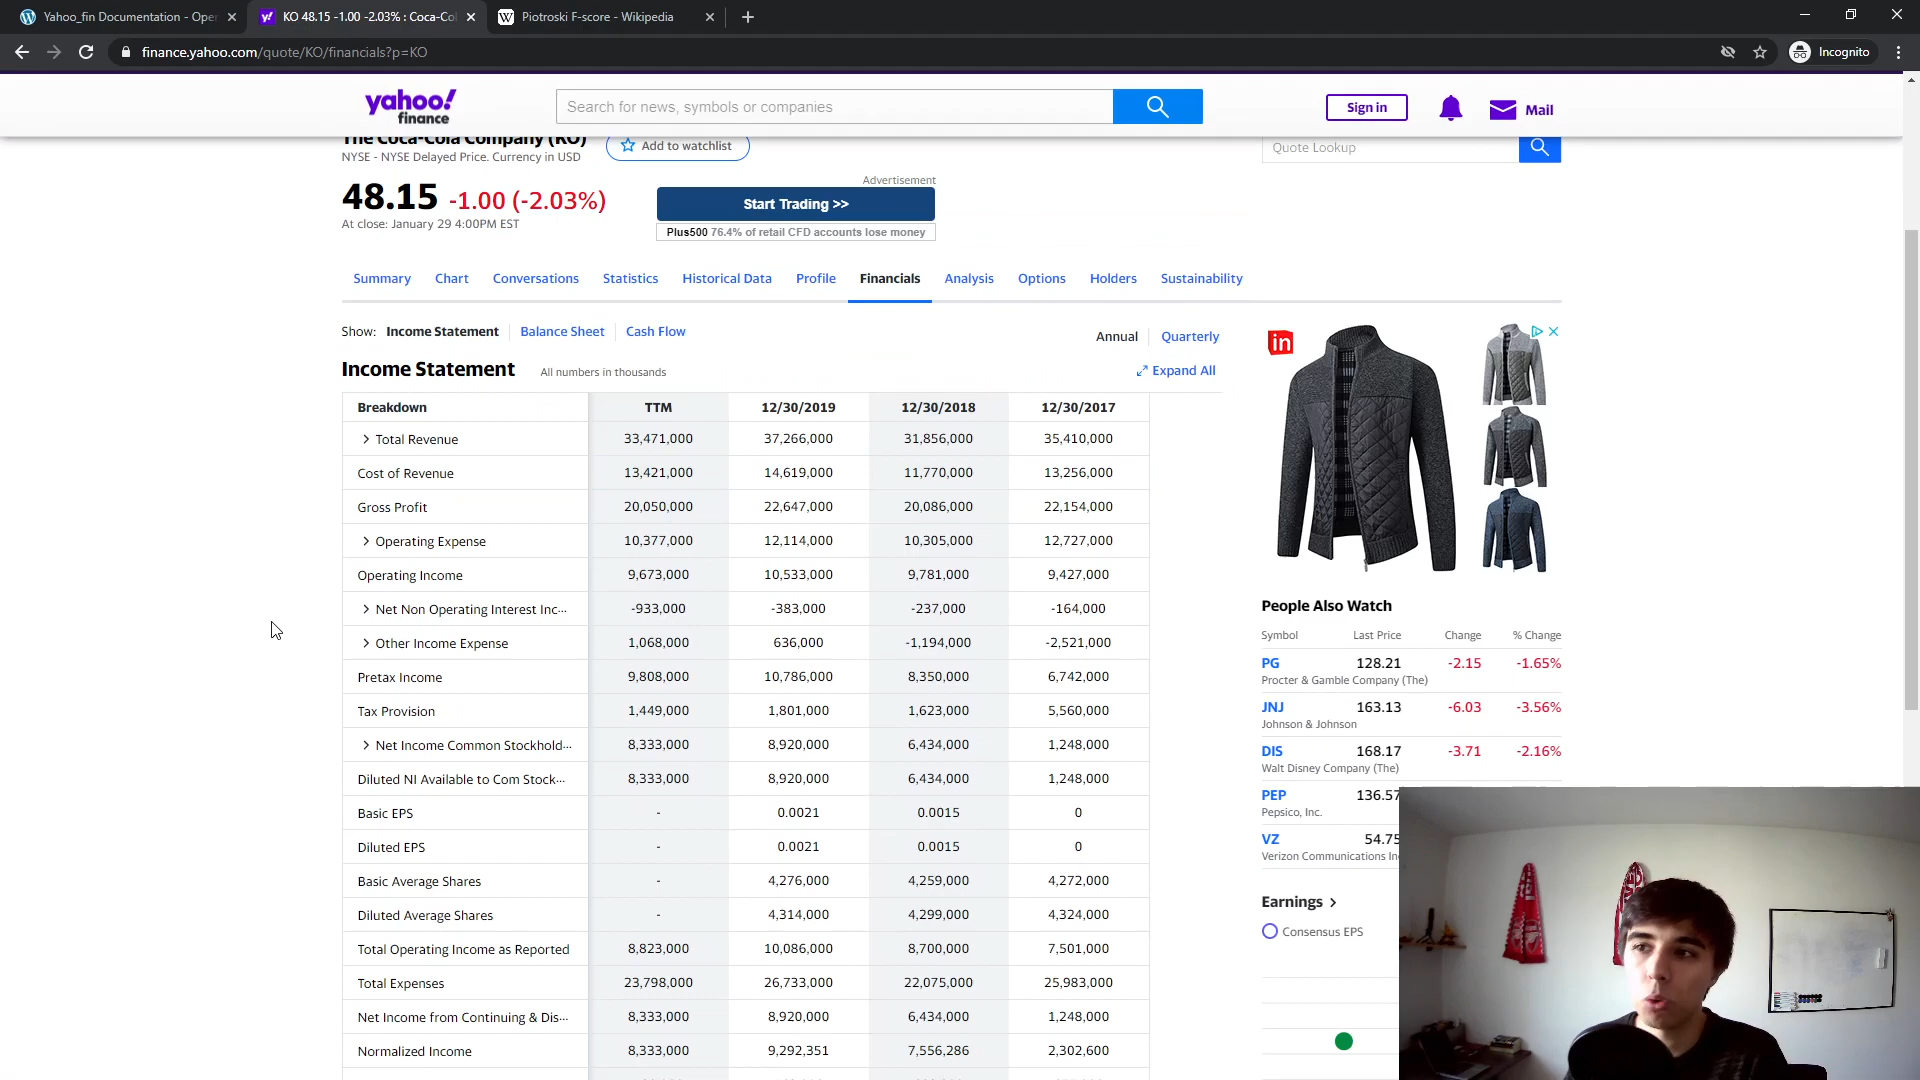 Yahoo_fin Documentation - Oper
KO 48.15 -1.00 -2.03% : Coca-Co
Piotroski F-score - Wikipedia
finance.yahoo.com/quote/KO/financials?p=KO
Incognito
yahoo!
finance
Search for news, symbols or companies
Sign in
Mail
The Coca-Cola Company (KO)
Add to watchlist
NYSE - NYSE Delayed Price. Currency in USD
Quote Lookup
48.15 -1.00 (-2.03%)
At close: January 29 4:00PM EST
Advertisement
Start Trading >>
Plus500 76.4% of retail CFD accounts lose money
Summary Chart Conversations Statistics Historical Data Profile Financials Analysis Options Holders Sustainability
Show: Income Statement Balance Sheet Cash Flow
Annual Quarterly
Income Statement All numbers in thousands
Expand All
Breakdown TTM 12/30/2019 12/30/2018 12/30/2017
Total Revenue 33,471,000 37,266,000 31,856,000 35,410,000
Cost of Revenue 13,421,000 14,619,000 11,770,000 13,256,000
Gross Profit 20,050,000 22,647,000 20,086,000 22,154,000
Operating Expense 10,377,000 12,114,000 10,305,000 12,727,000
Operating Income 9,673,000 10,533,000 9,781,000 9,427,000
Net Non Operating Interest Inc... -933,000 -383,000 -237,000 -164,000
Other Income Expense 1,068,000 636,000 -1,194,000 -2,521,000
Pretax Income 9,808,000 10,786,000 8,350,000 6,742,000
Tax Provision 1,449,000 1,801,000 1,623,000 5,560,000
Net Income Common Stockhold... 8,333,000 8,920,000 6,434,000 1,248,000
Diluted NI Available to Com Stock... 8,333,000 8,920,000 6,434,000 1,248,000
Basic EPS - 0.0021 0.0015 0
Diluted EPS - 0.0021 0.0015 0
Basic Average Shares - 4,276,000 4,259,000 4,272,000
Diluted Average Shares - 4,314,000 4,299,000 4,324,000
Total Operating Income as Reported 8,823,000 10,086,000 8,700,000 7,501,000
Total Expenses 23,798,000 26,733,000 22,075,000 25,983,000
Net Income from Continuing & Dis... 8,333,000 8,920,000 6,434,000 1,248,000
Normalized Income 8,333,000 9,292,351 7,556,286 2,302,600
in
People Also Watch
Symbol Last Price Change % Change
PG 128.21 -2.15 -1.65%
Procter & Gamble Company (The)
JNJ 163.13 -6.03 -3.56%
Johnson & Johnson
DIS 168.17 -3.71 -2.16%
Walt Disney Company (The)
PEP 136.57
Pepsico, Inc.
VZ 54.75
Verizon Communications In
Earnings >
Consensus EPS